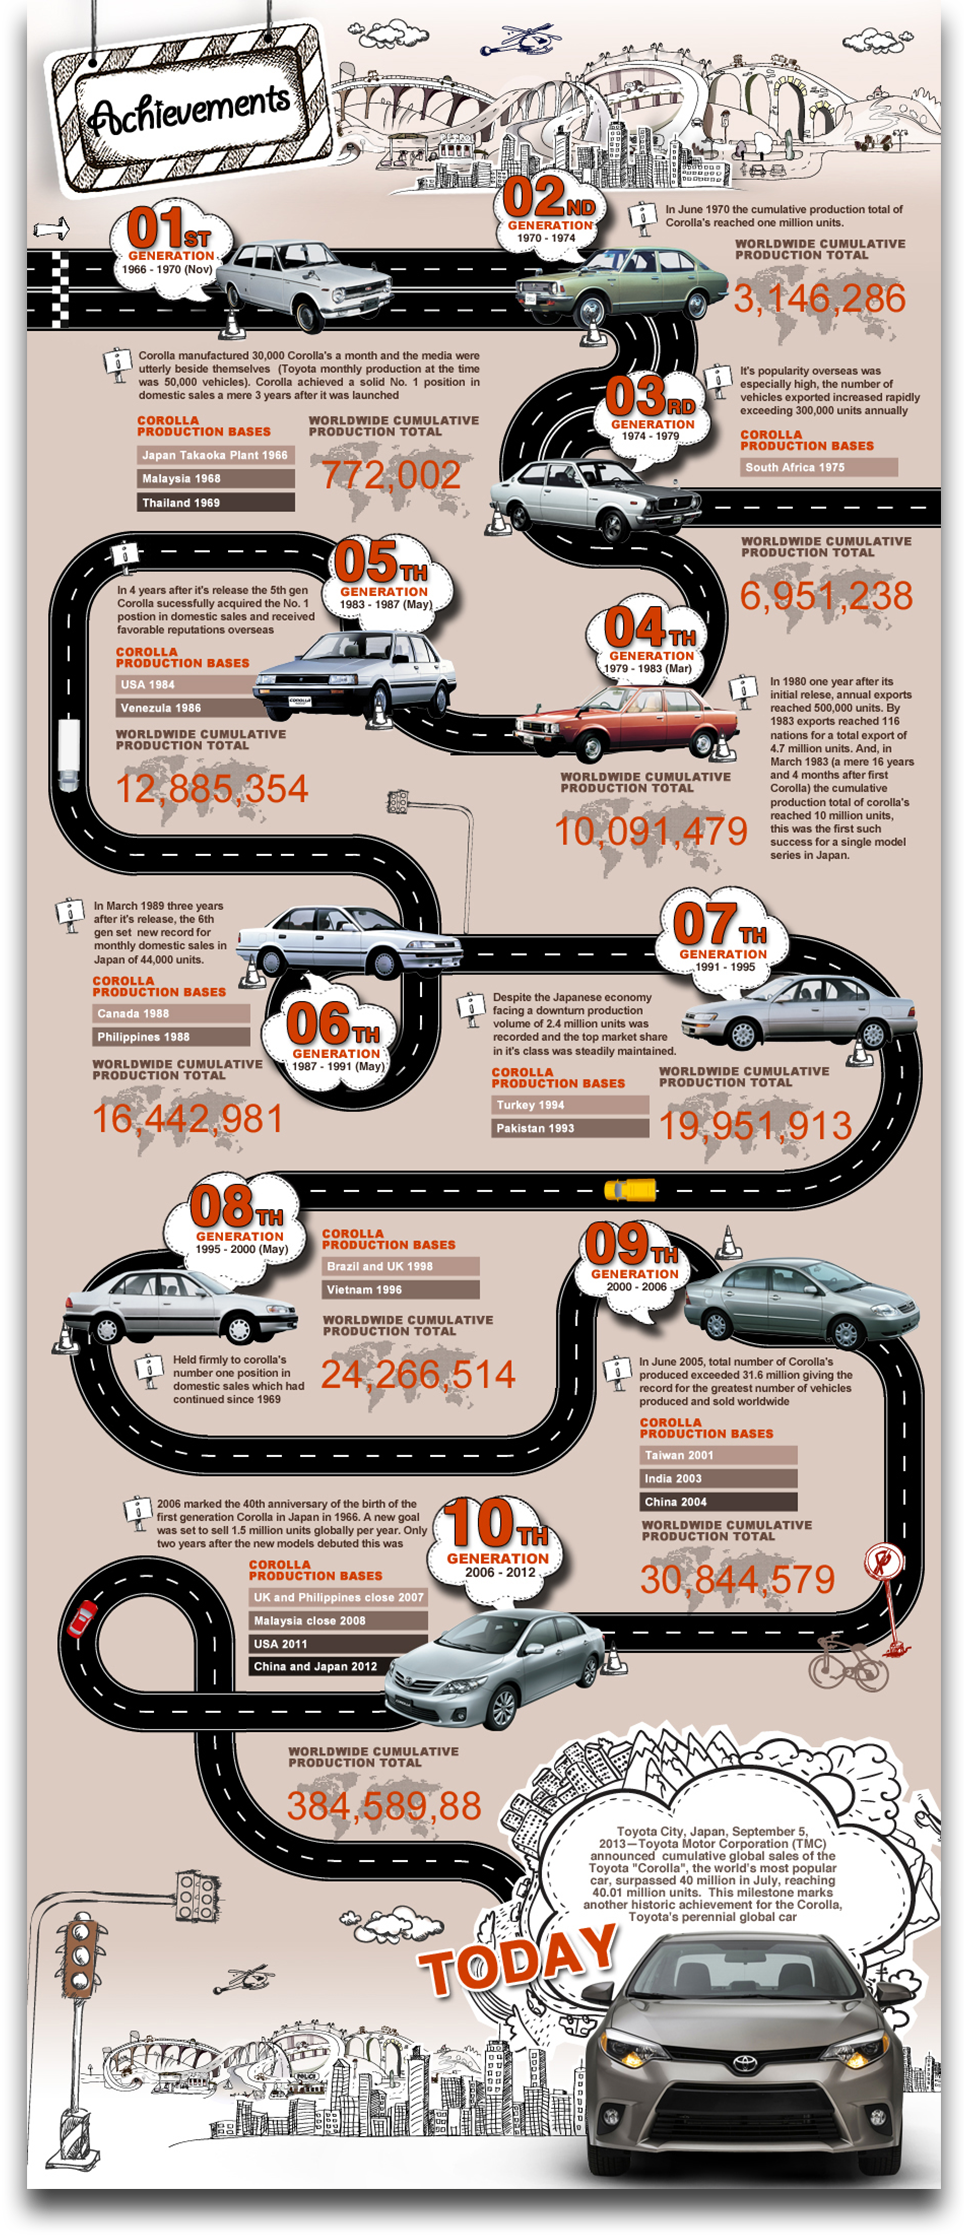 Achievements
01ST
GENERATION
1966 - 1970 (Nov)
02ND
GENERATION
1970 - 1974
In June 1970 the cumulative production total of
Corolla's reached one million units.
WORLDWIDE CUMULATIVE
PRODUCTION TOTAL
3,146,286
Corolla manufactured 30,000 Corolla's a month and the media were
utterly beside themselves (Toyota monthly production at the time
was 50,000 vehicles). Corolla achieved a solid No. 1 position in
domestic sales a mere 3 years after it was launched
COROLLA
PRODUCTION BASES
Japan Takaoka Plant 1966
Malaysia 1968
Thailand 1969
WORLDWIDE CUMULATIVE
PRODUCTION TOTAL
772,002
03RD
GENERATION
1974 - 1979
It's popularity overseas was
especially high, the number of
vehicles exported increased rapidly
exceeding 300,000 units annually
COROLLA
PRODUCTION BASES
South Africa 1975
WORLDWIDE CUMULATIVE
PRODUCTION TOTAL
6,951,238
04TH
GENERATION
1979 - 1983 (Mar)
In 1980 one year after its
initial relese, annual exports
reached 500,000 units. By
1983 exports reached 116
nations for a total export of
4.7 million units. And, in
March 1983 (a mere 16 years
and 4 months after first
Corolla) the cumulative
production total of corolla's
reached 10 million units,
this was the first such
success for a single model
series in Japan.
WORLDWIDE CUMULATIVE
PRODUCTION TOTAL
10,091,479
05TH
GENERATION
1983 - 1987 (May)
In 4 years after it's release the 5th gen
Corolla sucessfully acquired the No. 1
postion in domestic sales and received
favorable reputations overseas
COROLLA
PRODUCTION BASES
USA 1984
Venezula 1986
COROLLA
WORLDWIDE CUMULATIVE
PRODUCTION TOTAL
12,885,354
In March 1989 three years
after it's release, the 6th
gen set new record for
monthly domestic sales in
Japan of 44,000 units.
COROLLA
PRODUCTION BASES
Canada 1988
Philippines 1988
WORLDWIDE CUMULATIVE
PRODUCTION TOTAL
16,442,981
06TH
GENERATION
1987 - 1991 (May)
07TH
GENERATION
1991 - 1995
Despite the Japanese economy
facing a downturn production
volume of 2.4 million units was
recorded and the top market share
in it's class was steadily maintained.
COROLLA
PRODUCTION BASES
Turkey 1994
Pakistan 1993
WORLDWIDE CUMULATIVE
PRODUCTION TOTAL
19,951,913
08TH
GENERATION
1995 - 2000 (May)
COROLLA
PRODUCTION BASES
Brazil and UK 1998
Vietnam 1996
WORLDWIDE CUMULATIVE
PRODUCTION TOTAL
24,266,514
Held firmly to corolla's
number one position in
domestic sales which had
continued since 1969
09TH
GENERATION
2000 - 2006
In June 2005, total number of Corolla's
produced exceeded 31.6 million giving the
record for the greatest number of vehicles
produced and sold worldwide
COROLLA
PRODUCTION BASES
Taiwan 2001
India 2003
China 2004
WORLDWIDE CUMULATIVE
PRODUCTION TOTAL
30,844,579
2006 marked the 40th anniversary of the birth of the
first generation Corolla in Japan in 1966. A new goal
was set to sell 1.5 million units globally per year. Only
two years after the new models debuted this was
10TH
GENERATION
2006 - 2012
COROLLA
PRODUCTION BASES
UK and Philippines close 2007
Malaysia close 2008
USA 2011
China and Japan 2012
WORLDWIDE CUMULATIVE
PRODUCTION TOTAL
384,589,88
Toyota City, Japan, September 5,
2013—Toyota Motor Corporation (TMC)
announced cumulative global sales of the
Toyota "Corolla", the world's most popular
car, surpassed 40 million in July, reaching
40.01 million units. This milestone marks
another historic achievement for the Corolla,
Toyota's perennial global car
TODAY